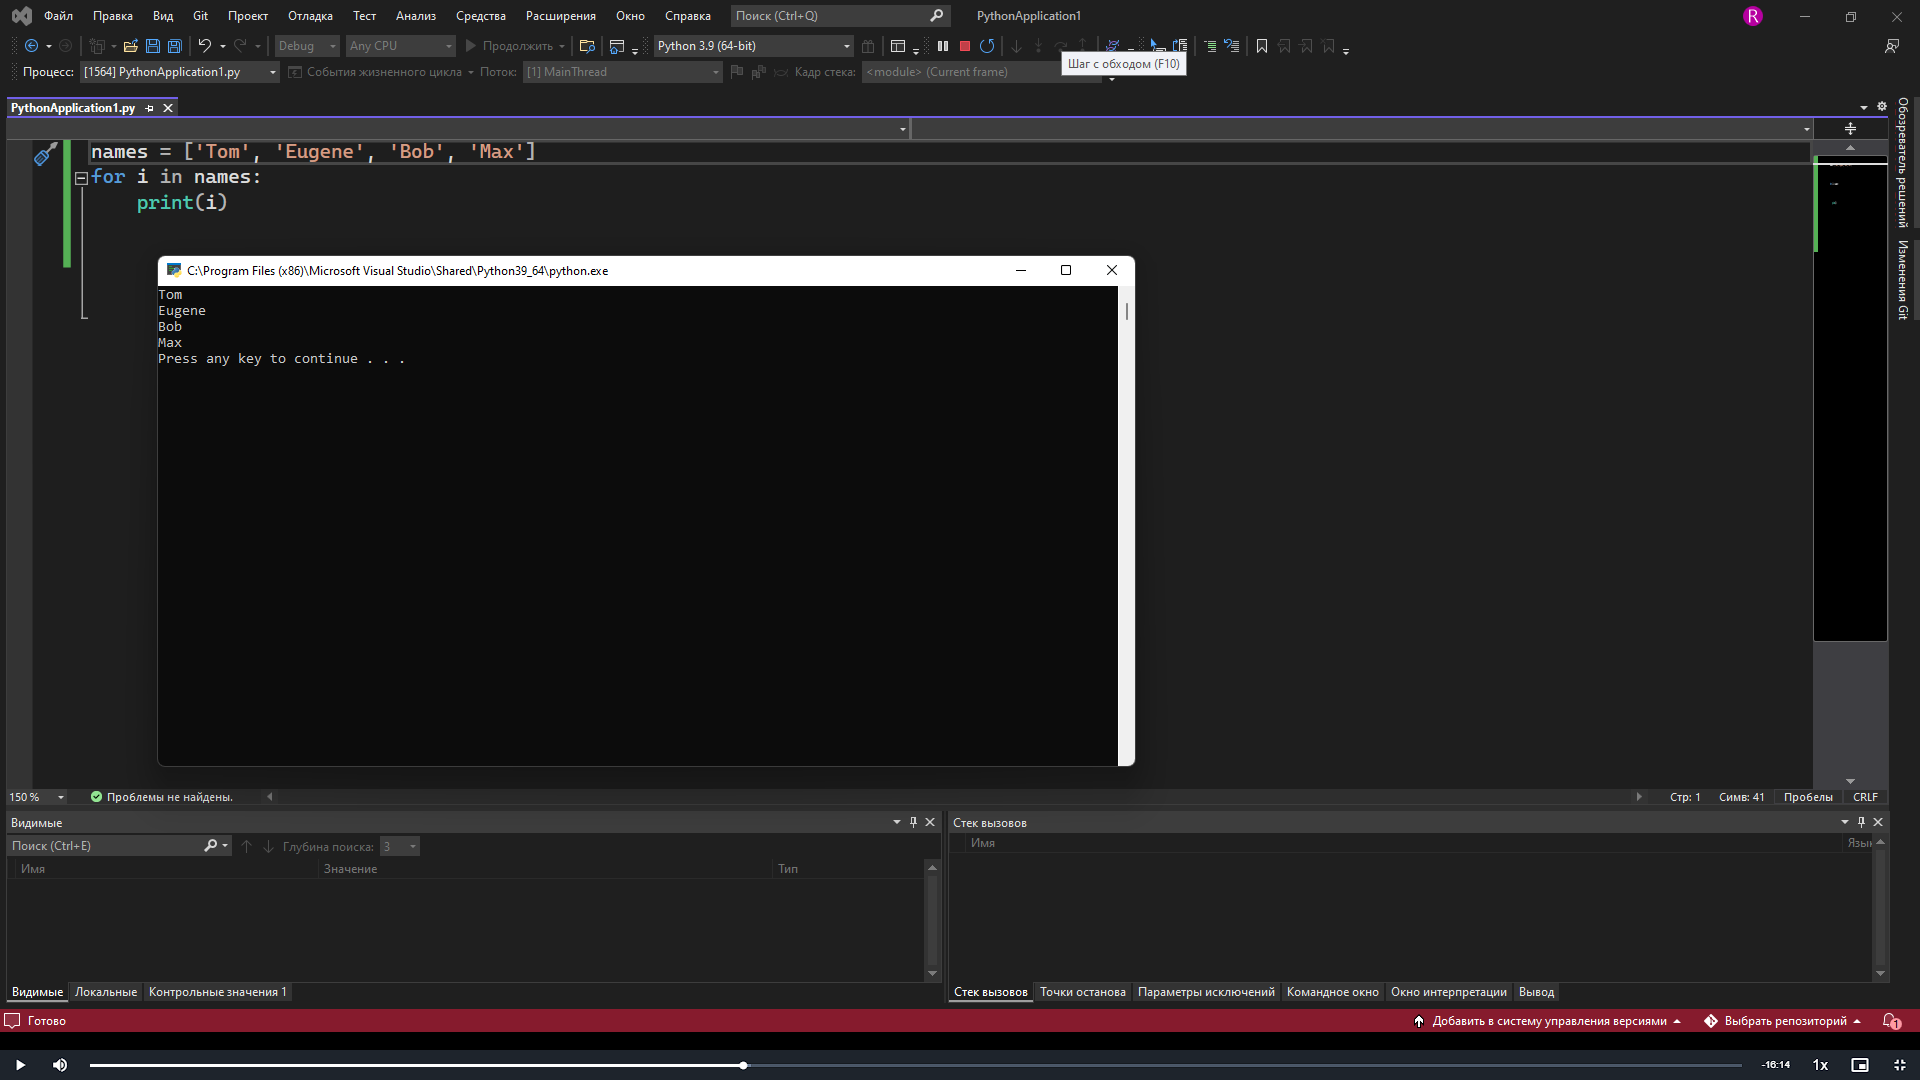 Файл Правка Вид Git Проект Отладка Тест Анализ Средства Расширения Окно Справка Поиск (Ctrl+Q) PythonApplication1 R
Debug Any CPU Продолжить Python 3.9 (64-bit)
Шаг с обходом (F10)
Процесс: [1564] PythonApplication1.py События жизненного цикла Поток: [1] MainThread Кадр стека: <module> (Current frame)
PythonApplication1.py
names = ['Tom', 'Eugene', 'Bob', 'Max']
for i in names:
print(i)
C:\Program Files (x86)\Microsoft Visual Studio\Shared\Python39_64\python.exe
Tom
Eugene
Bob
Max
Press any key to continue . . .
Обозреватель решений
Изменения Git
150 % Проблемы не найдены. Стр: 1 Симв: 41 Пробелы CRLF
Видимые
Поиск (Ctrl+E) Глубина поиска: 3
Имя Значение Тип
Видимые Локальные Контрольные значения 1
Стек вызовов
Имя Язык
Стек вызовов Точки останова Параметры исключений Командное окно Окно интерпретации Вывод
Готово Добавить в систему управления версиями Выбрать репозиторий 1
-16:14 1x